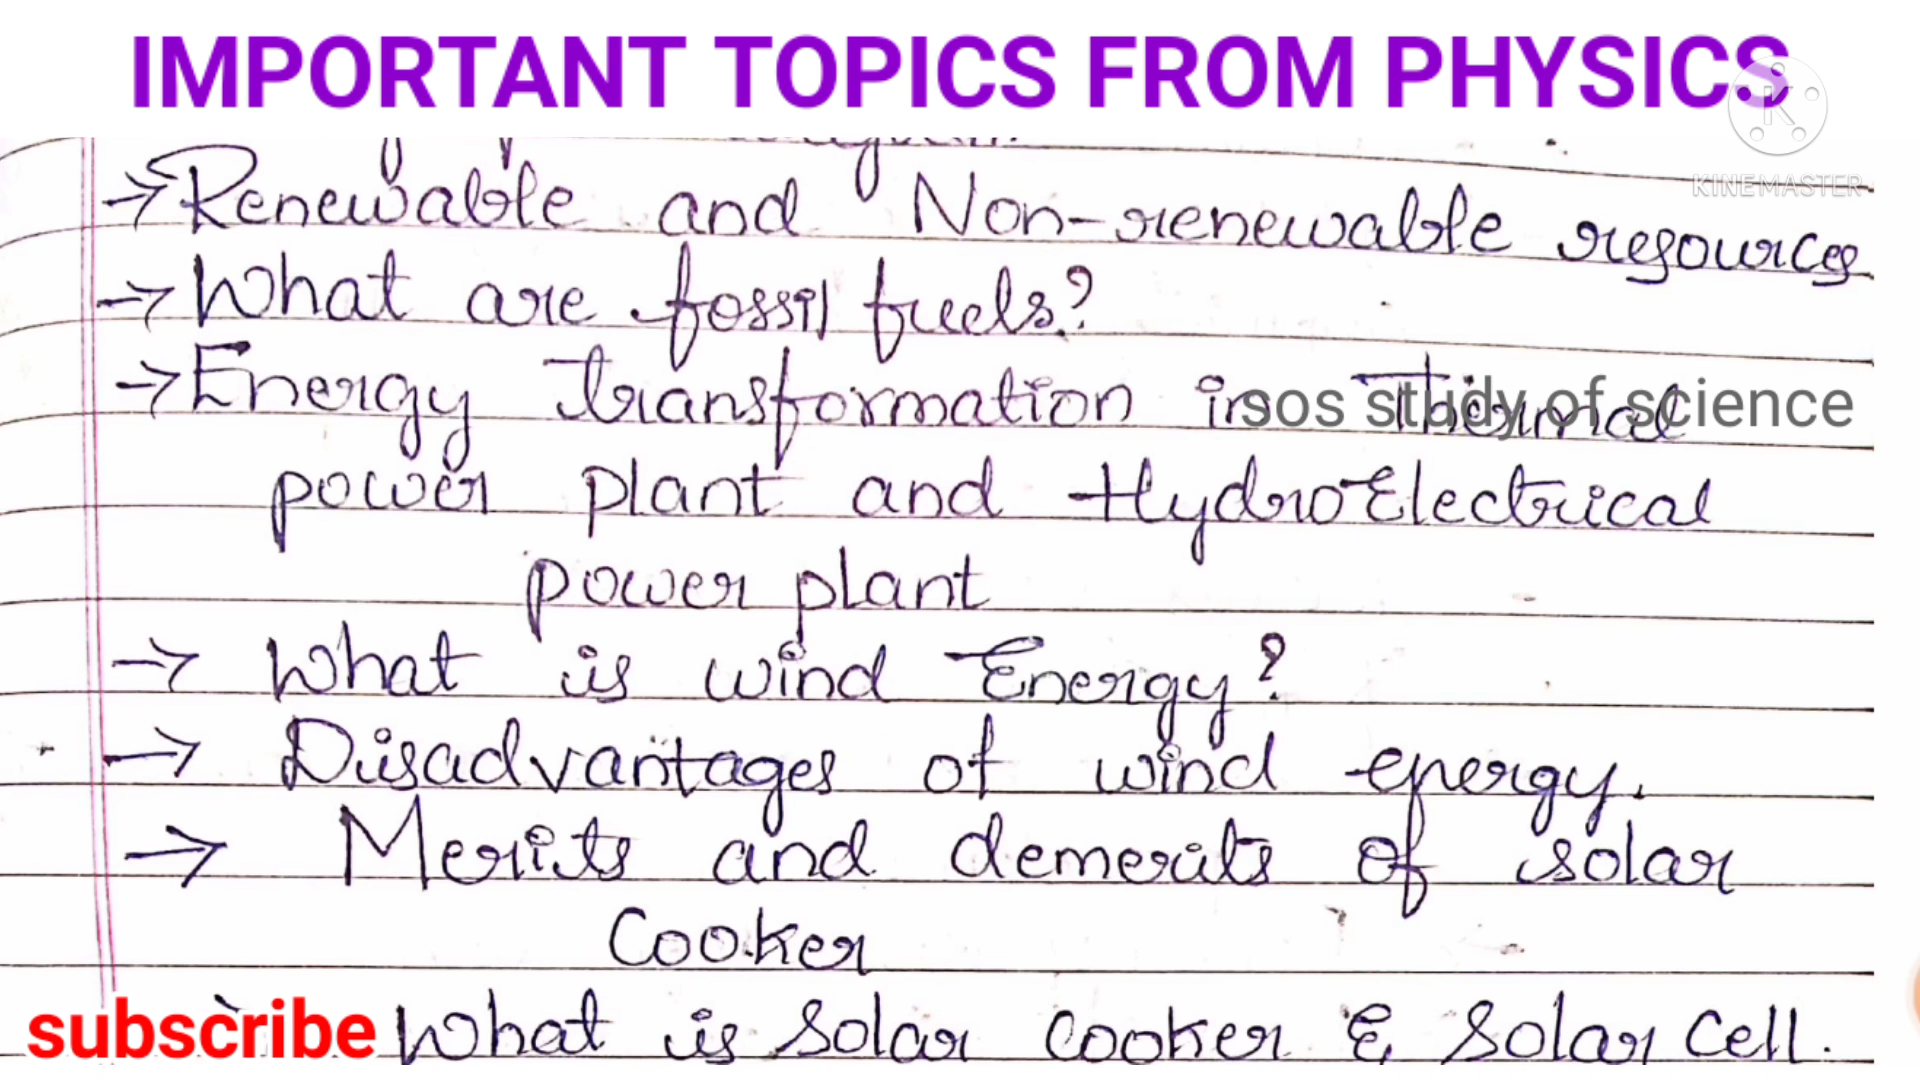 IMPORTANT TOPICS FROM PHYSICS
K
KINEMASTER
→ Renewable and Non-renewable resources
→ What are fossil fuels?
→ Energy transformation in Thermal
sos study of science
power plant and HydroElectrical
power plant
→ What is wind Energy?
→ Disadvantages of wind energy.
→ Merits and demerits of solar
Cooker
subscribe
What is Solar cooker & Solar Cell.